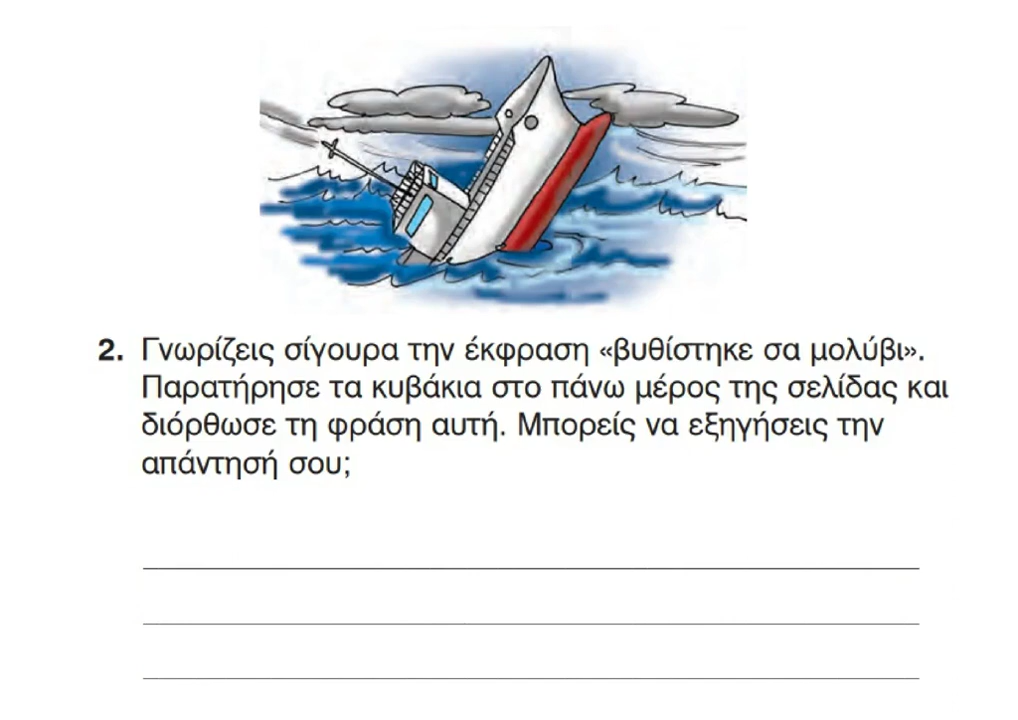 2. Γνωρίζεις σίγουρα την έκφραση «βυθίστηκε σα μολύβι».
Παρατήρησε τα κυβάκια στο πάνω μέρος της σελίδας και
διόρθωσε τη φράση αυτή. Μπορείς να εξηγήσεις την
απάντησή σου;